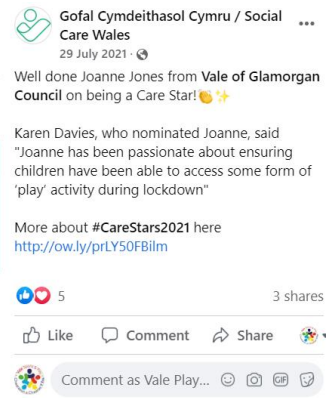 Gofal Cymdeithasol Cymru / Social
Care Wales
29 July 2021 ·
Well done Joanne Jones from Vale of Glamorgan
Council on being a Care Star!👏✨
Karen Davies, who nominated Joanne, said
"Joanne has been passionate about ensuring
children have been able to access some form of
'play' activity during lockdown"
More about #CareStars2021 here
http://ow.ly/prLY50FBilm
5
3 shares
Like
Comment
Share
Comment as Vale Play...
GIF